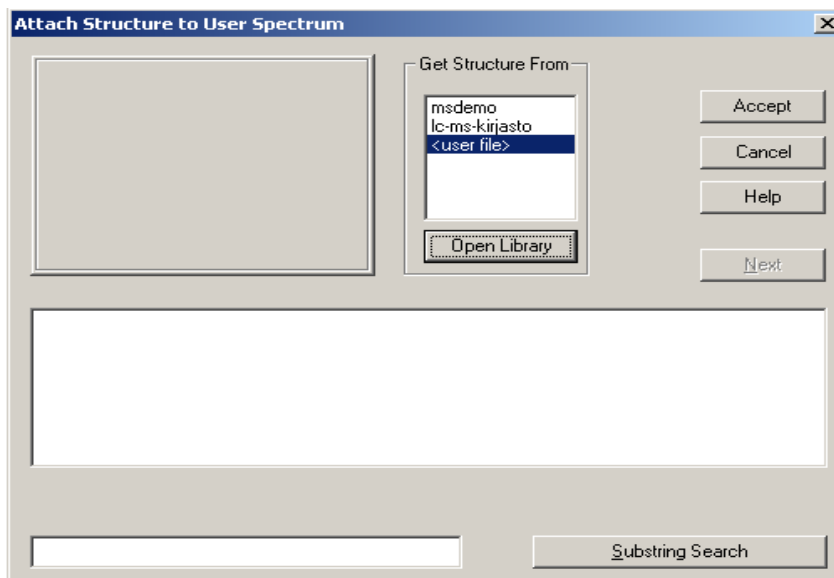 Attach Structure to User Spectrum
Get Structure From
msdemo
lc-ms-kirjasto
<user file>
Open Library
Accept
Cancel
Help
Next
Substring Search